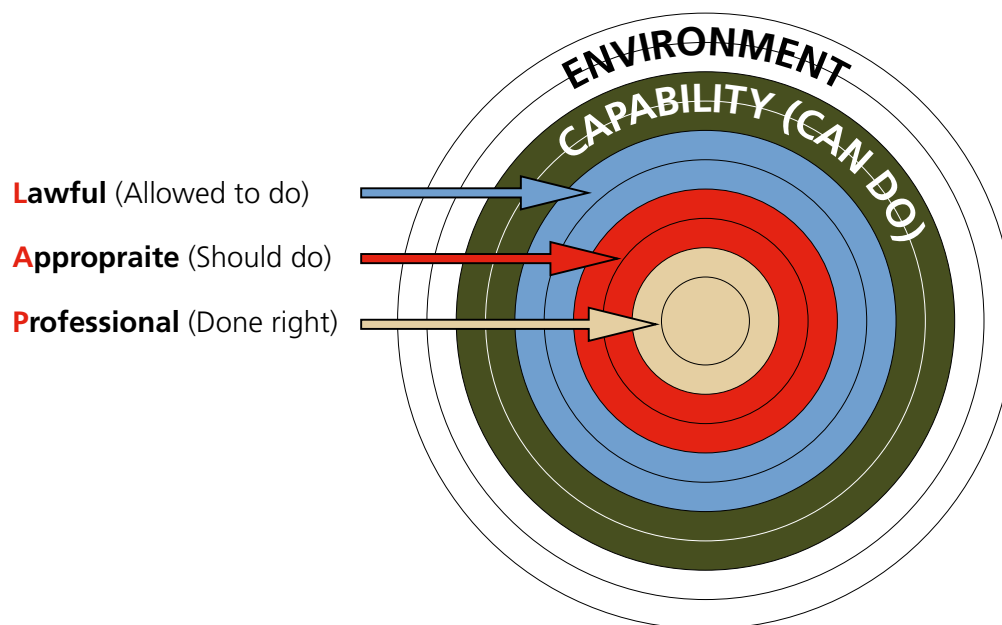 ENVIRONMENT
CAPABILITY (CAN DO)
Lawful (Allowed to do)
Appropraite (Should do)
Professional (Done right)